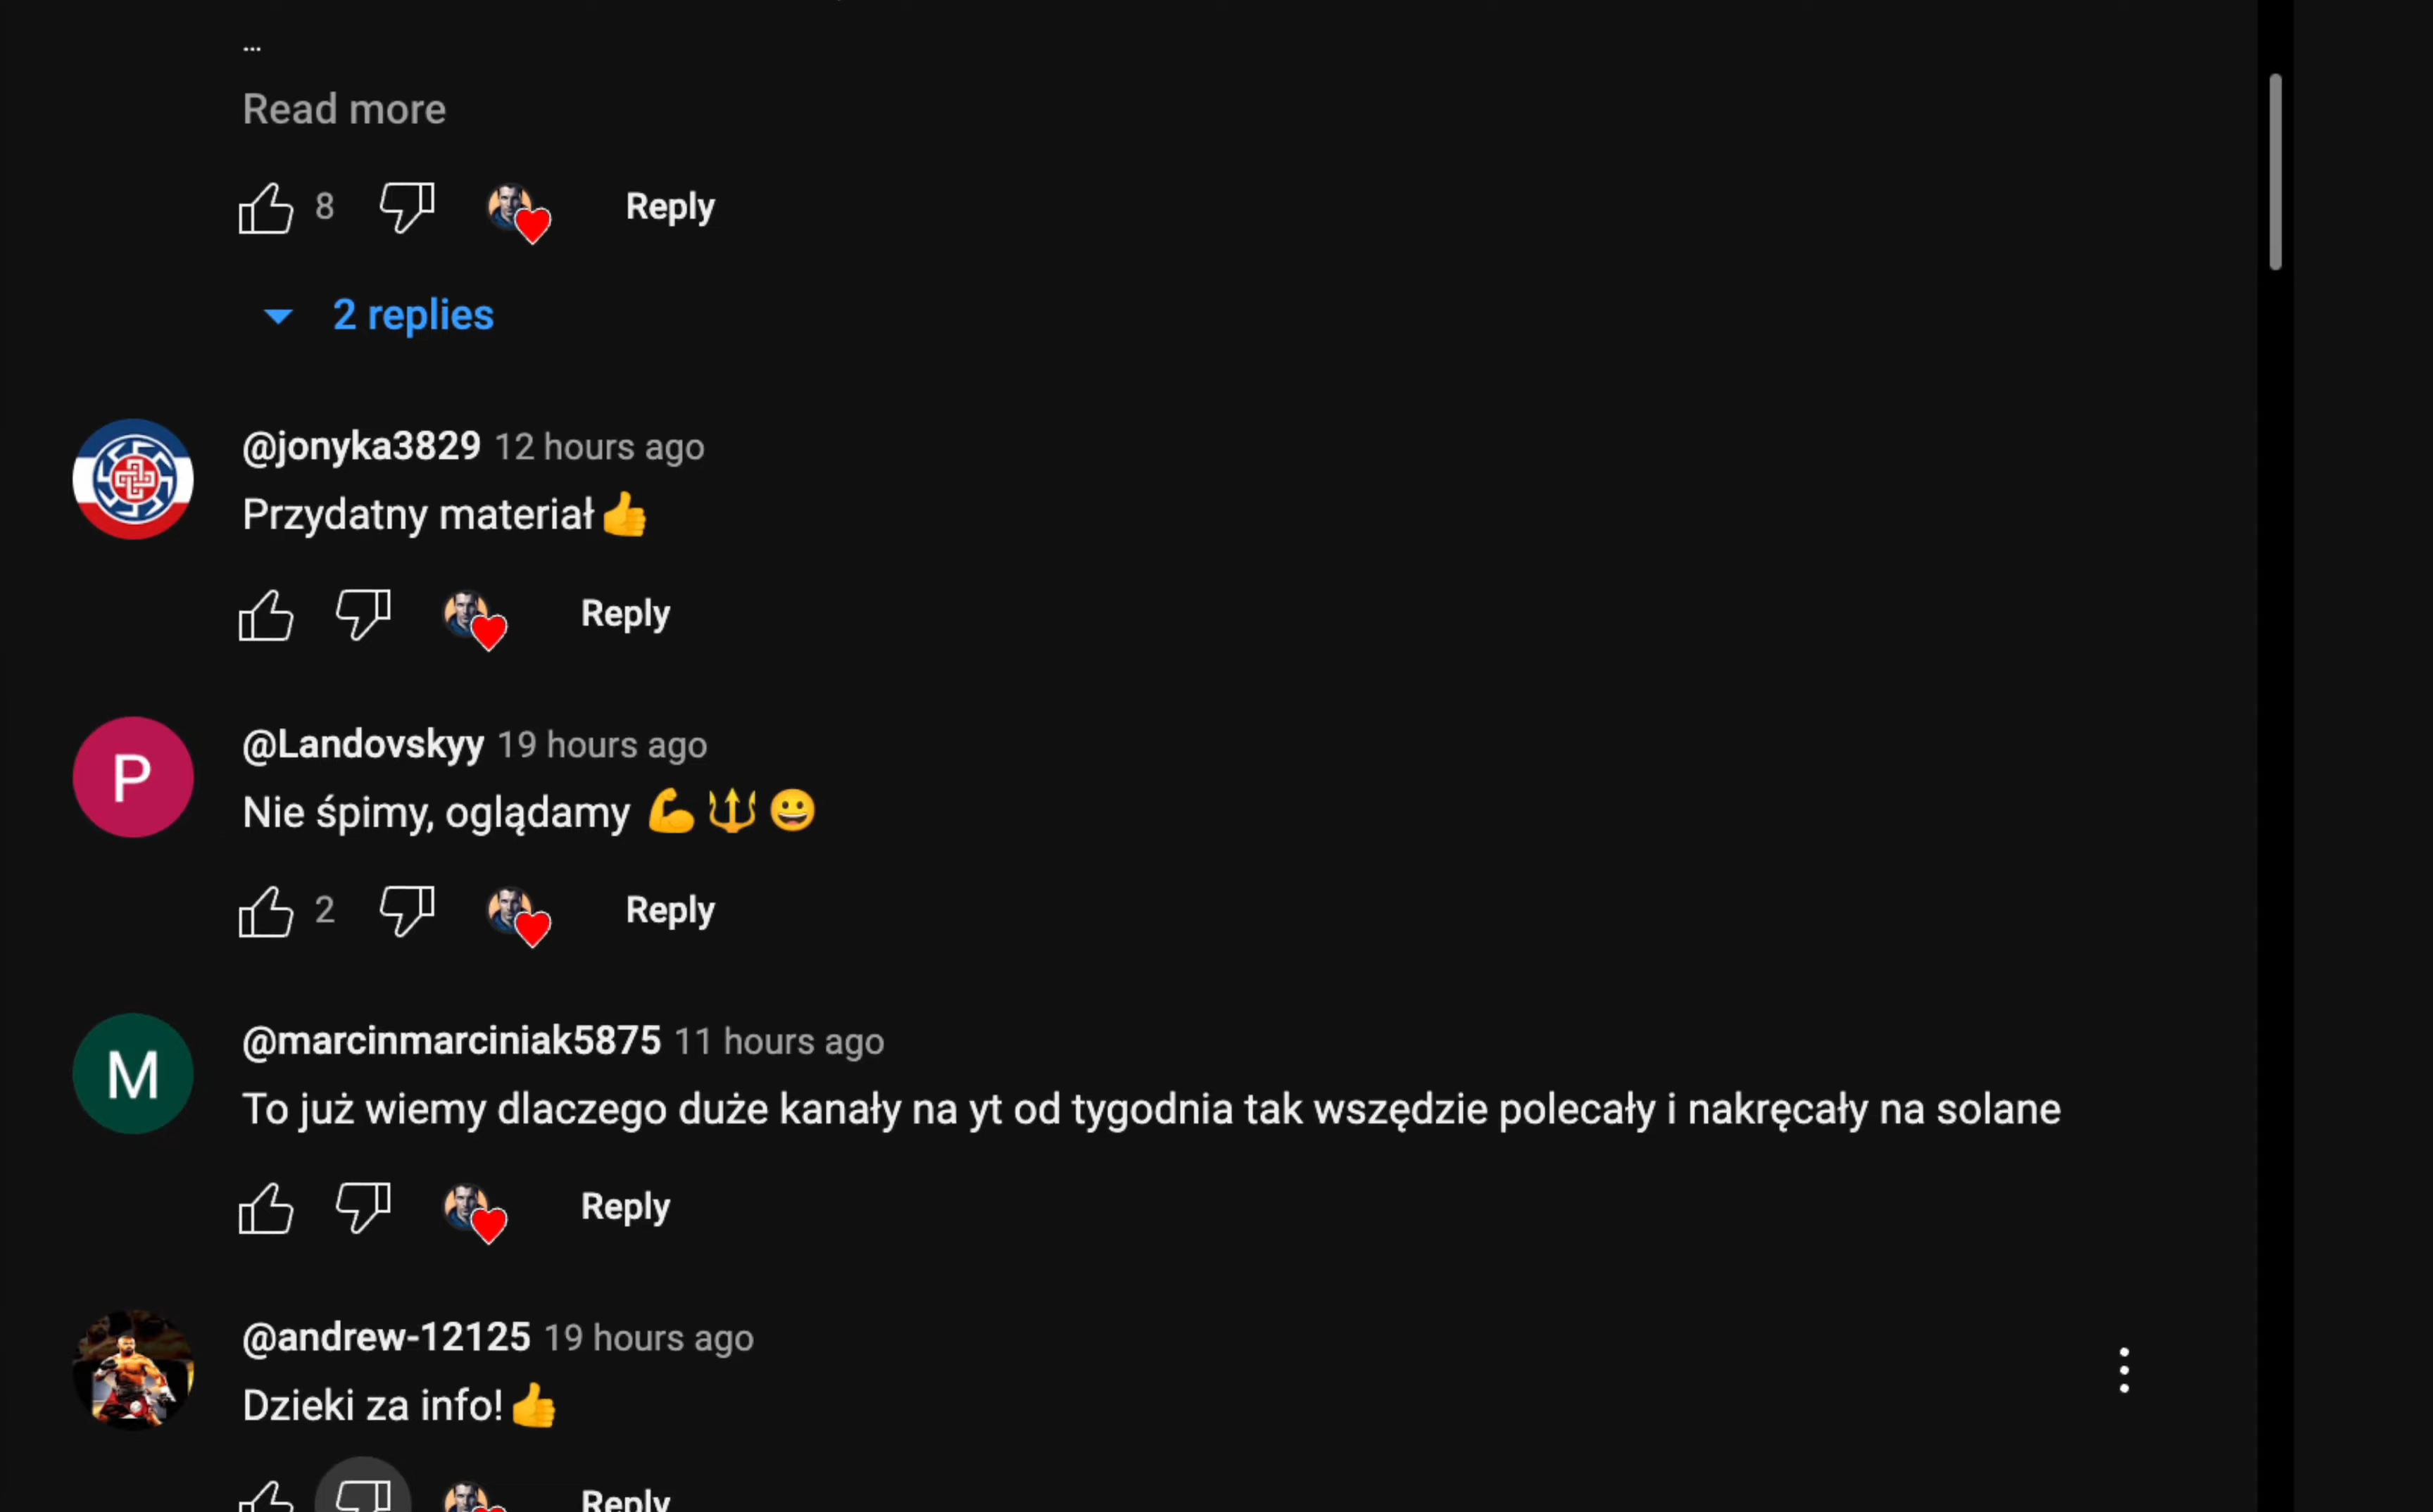 ...
Read more
8 Reply
2 replies
@jonyka3829 12 hours ago
Przydatny materiał👍
Reply
P
@Landovskyy 19 hours ago
Nie śpimy, oglądamy 💪🔱😀
2 Reply
M
@marcinmarciniak5875 11 hours ago
To już wiemy dlaczego duże kanały na yt od tygodnia tak wszędzie polecały i nakręcały na solane
Reply
@andrew-12125 19 hours ago
Dzieki za info!👍
Reply